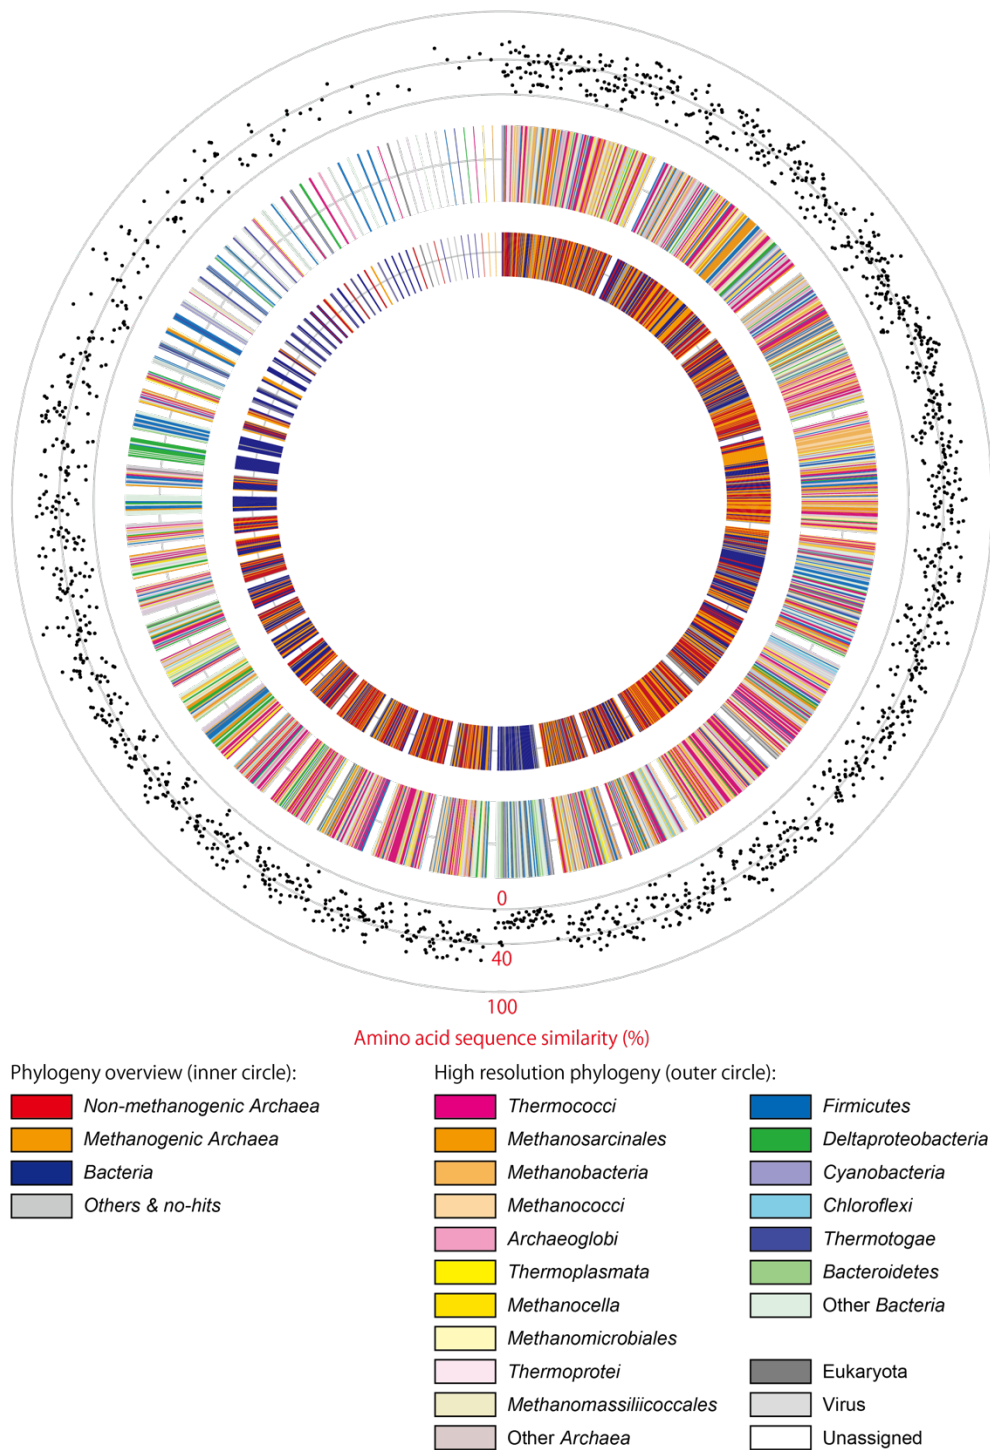 0
40
100
Amino acid sequence similarity (%)
Phylogeny overview (inner circle):
Non-methanogenic Archaea
Methanogenic Archaea
Bacteria
Others & no-hits
High resolution phylogeny (outer circle):
Thermococci
Methanosarcinales
Methanobacteria
Methanococi
Archaeoglobi
Thermoplasmata
Methanocella
Methanomicrobiales
Thermoprotei
Methanomassiliicoccales
Other Archaea
Firmicutes
Deltaproteobacteria
Cyanobacteria
Chloroflexi
Thermotogae
Bacteroidetes
Other Bacteria
Eukaryota
Virus
Unassigned